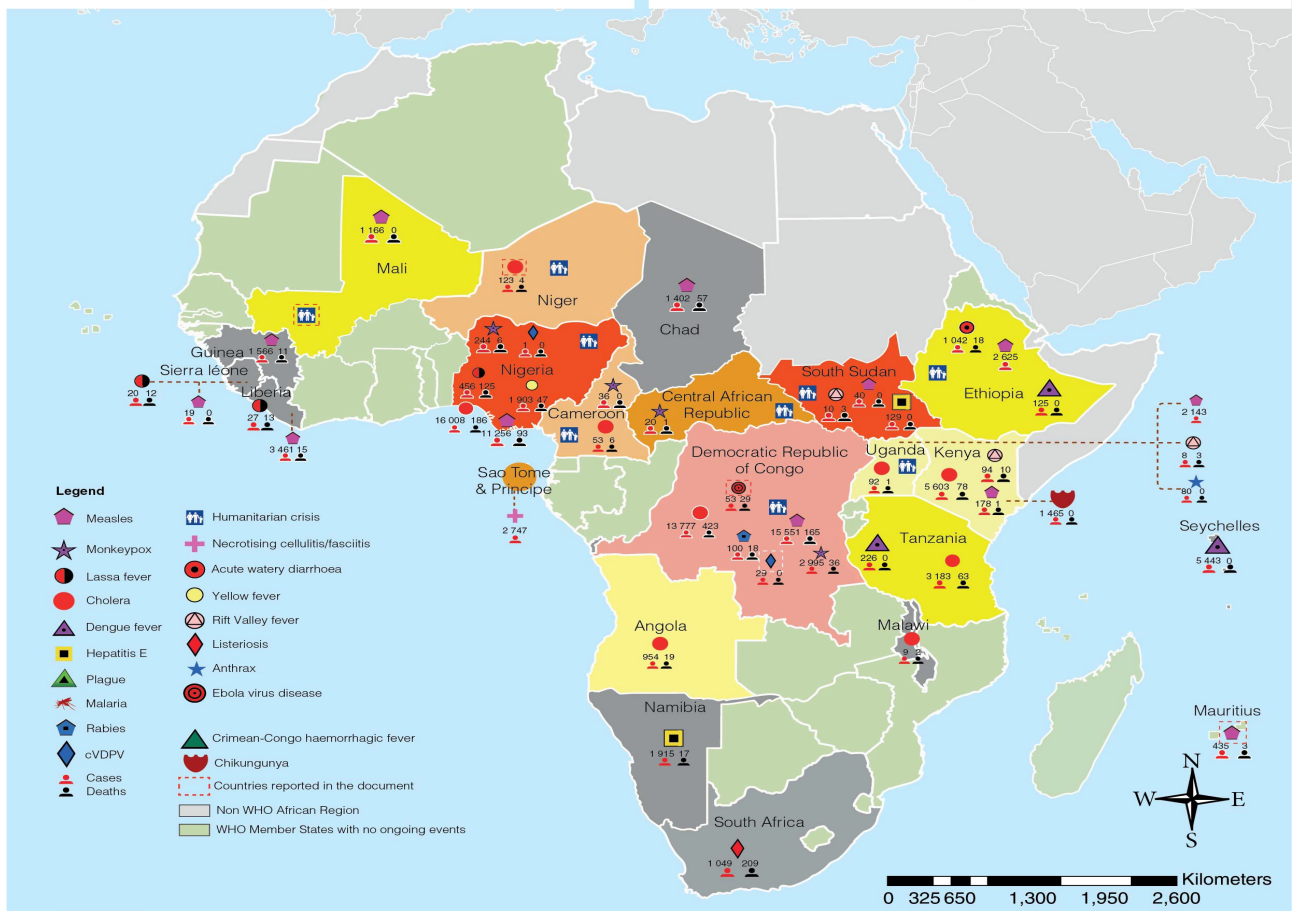 1 166 0
Mali
123 4
Niger
1 402 57
Chad
Guinea
1 566 11
Sierra léone
20 12
19 0
Liberia
27 13
3 461 15
244 6
1 0
Nigeria
456 125
1 903 47
16 008 186
11 256 93
36 0
Cameroon
53 6
Central African
Republic
20 1
South Sudan
40 0
10 3
129 0
1 042 18
2 625
Ethiopia
125 0
2 143
8 3
80 0
Uganda
92 1
Kenya
94 10
5 603 78
178 1
1 465 0
Democratic Republic
of Congo
53 29
13 777 423
15 551 165
100 18
2 995 36
29 0
Sao Tome
& Principe
2 747
Tanzania
226 0
3 183 63
Seychelles
5 443 0
Angola
954 19
Malawi
9 2
Namibia
1 915 17
Mauritius
435 3
South Africa
1 049 209
Legend
Measles
Monkeypox
Lassa fever
Cholera
Dengue fever
Hepatitis E
Plague
Malaria
Rabies
cVDPV
Cases
Deaths
Humanitarian crisis
Necrotising cellulitis/fasciitis
Acute watery diarrhoea
Yellow fever
Rift Valley fever
Listeriosis
Anthrax
Ebola virus disease
Crimean-Congo haemorrhagic fever
Chikungunya
Countries reported in the document
Non WHO African Region
WHO Member States with no ongoing events
N
W E
S
Kilometers
0 325 650 1,300 1,950 2,600